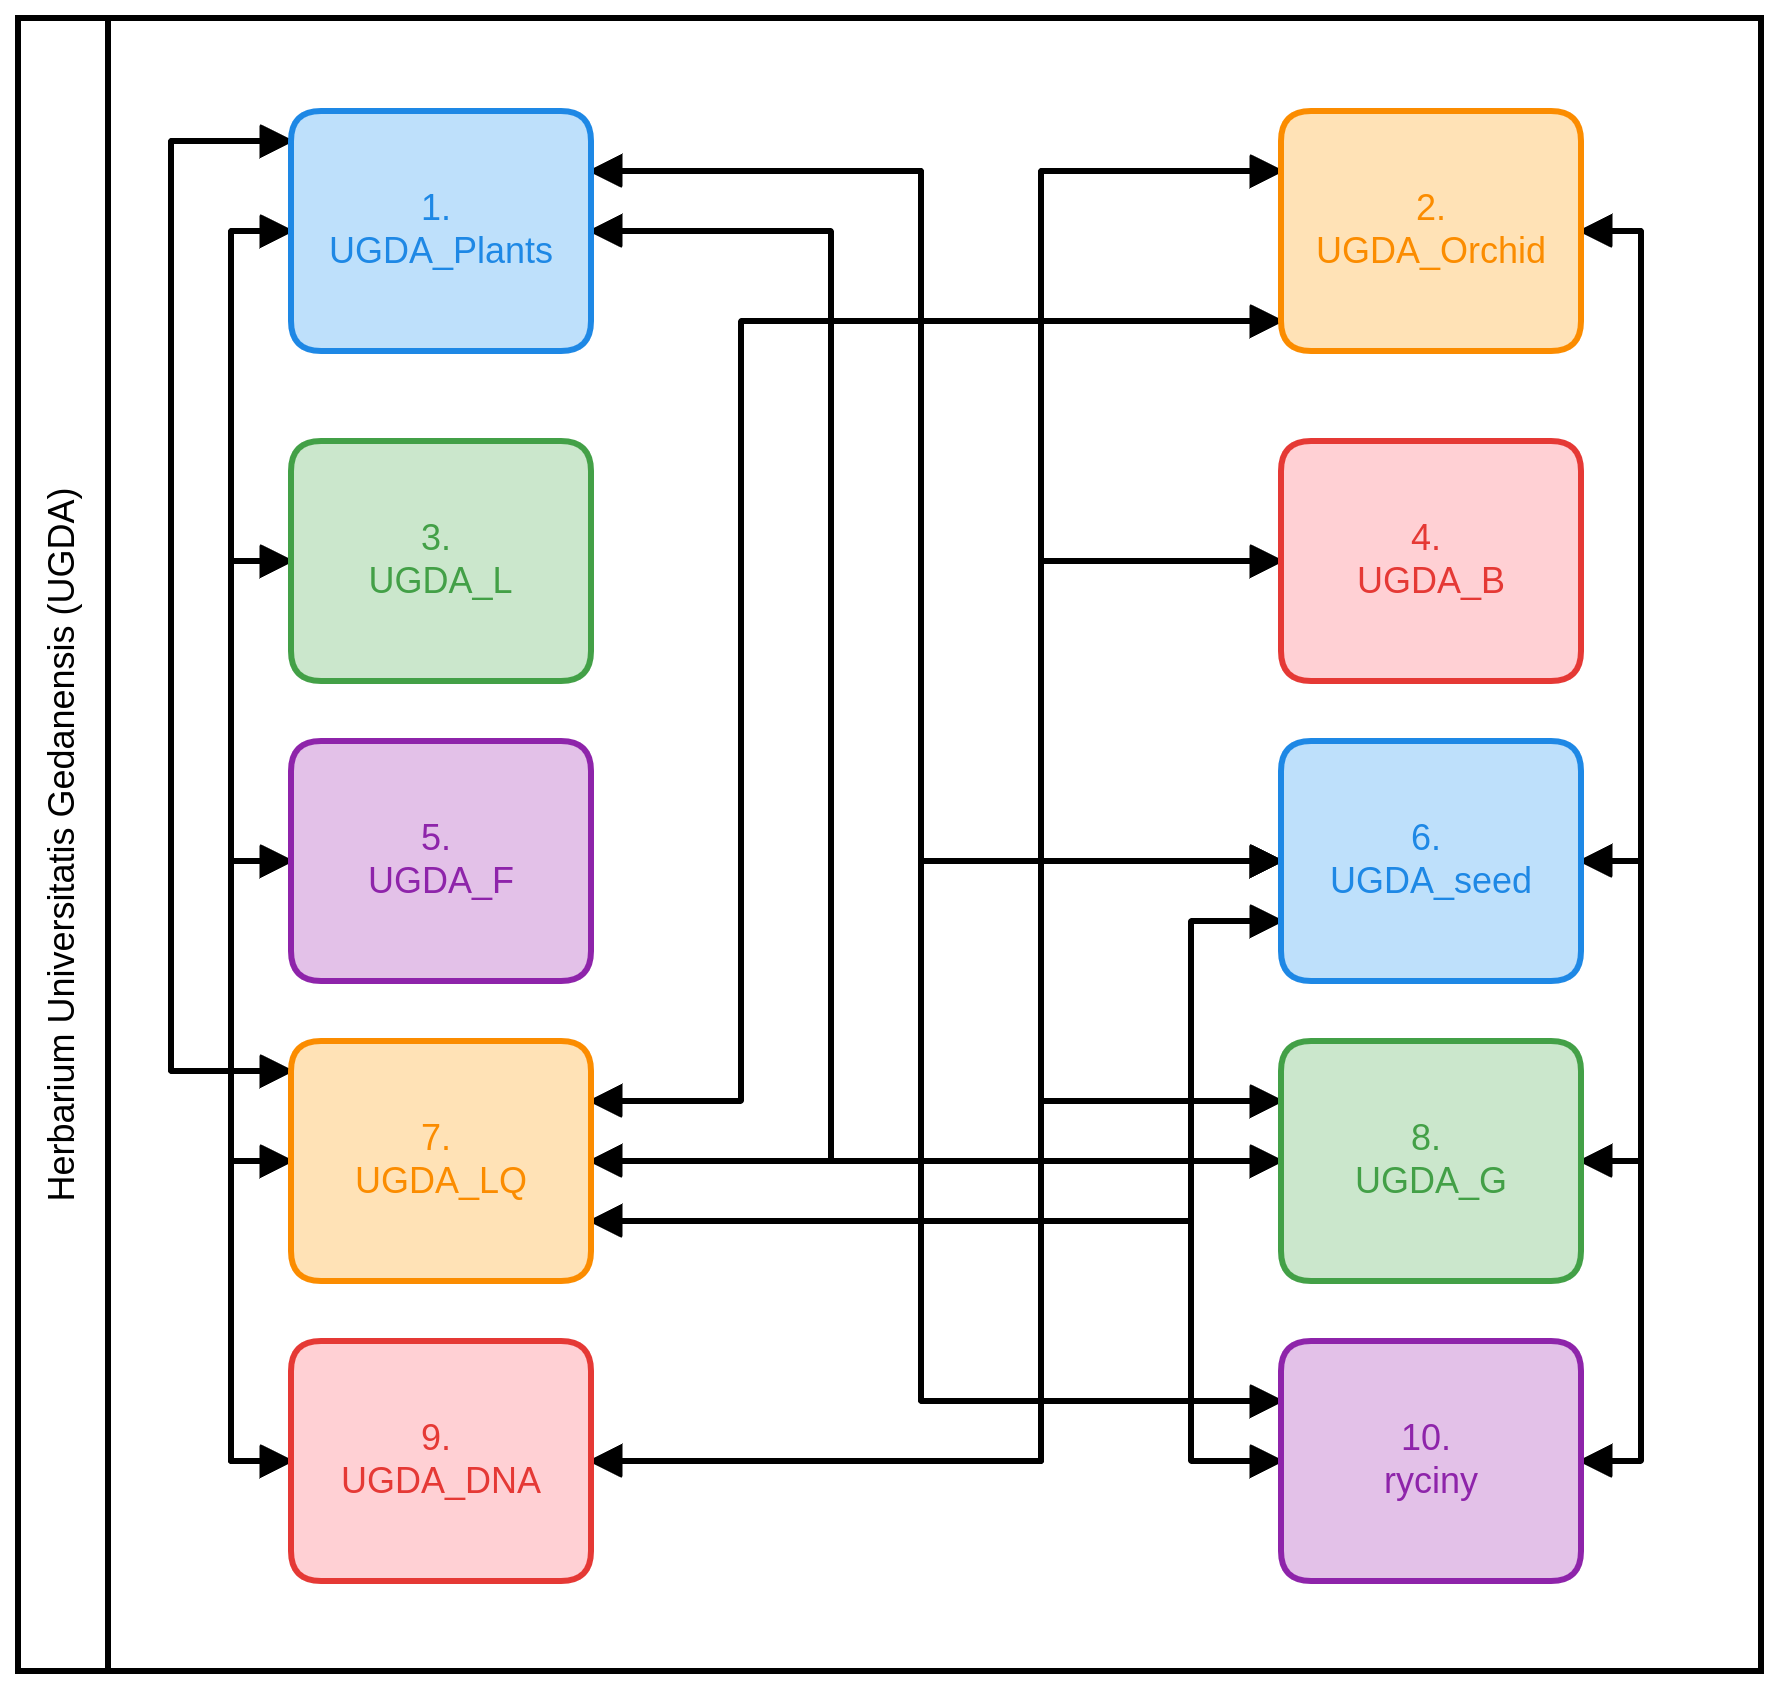 Herbarium Universitatis Gedanensis (UGDA)
1.
UGDA_Plants
2.
UGDA_Orchid
3.
UGDA_L
4.
UGDA_B
5.
UGDA_F
6.
UGDA_seed
7.
UGDA_LQ
8.
UGDA_G
9.
UGDA_DNA
10.
ryciny